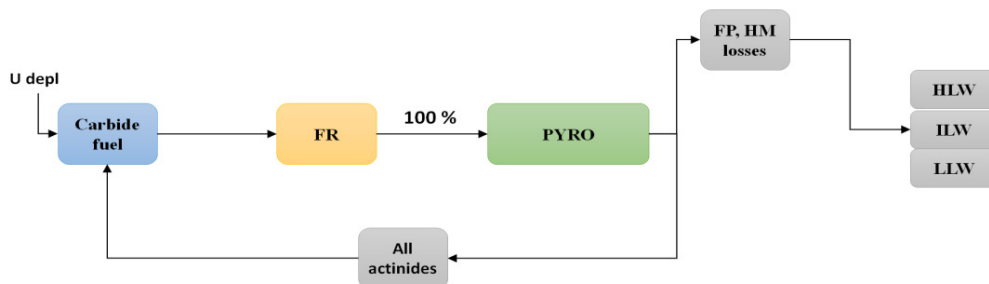 FP, HM
losses
U depl
HLW
Carbide
fuel
FR
100 %
PYRO
ILW
LLW
All
actinides